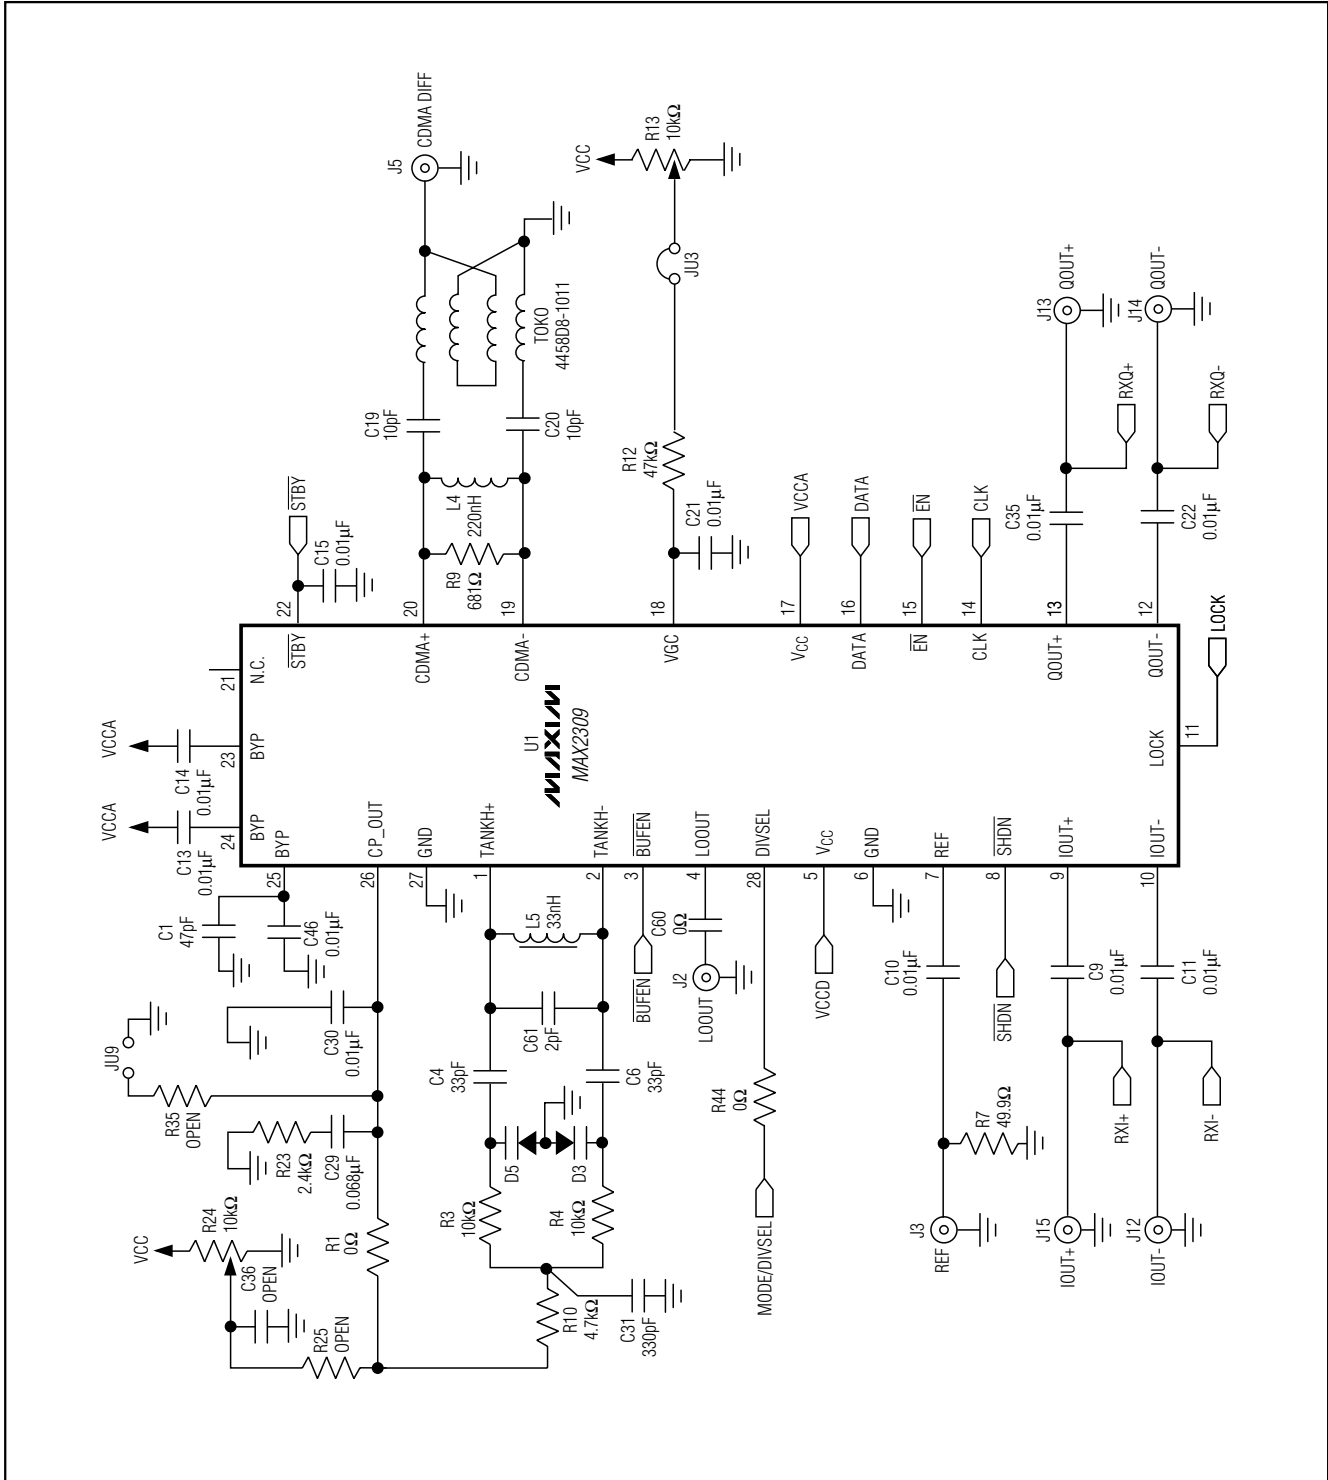 J5
CDMA DIFF
TOKO
4458D8-1011
C19
10pF
C20
10pF
L4
220nH
R9
681Ω
STBY
C15
0.01µF
22
20
19
VCC
R13
10kΩ
JU3
R12
47kΩ
C21
0.01µF
18
VCCA
17
DATA
16
EN
15
CLK
14
J13
QOUT+
RXQ+
C35
0.01µF
13
J14
QOUT-
RXQ-
C22
0.01µF
12
LOCK
11
21
N.C.
VCCA
C14
0.01µF
23
BYP
VCCA
C13
0.01µF
24
BYP
STBY
CDMA+
CDMA-
VGC
VCC
DATA
EN
CLK
QOUT+
QOUT-
LOCK
U1
MAXIM
MAX2309
BYP
CP_OUT
GND
TANKH+
TANKH-
BUFEN
LOOUT
DIVSEL
VCC
GND
REF
SHDN
IOUT+
IOUT-
25
26
27
1
2
3
4
28
5
6
7
8
9
10
C1
47pF
C46
0.01µF
JU9
C30
0.01µF
R35
OPEN
R23
2.4kΩ
C29
0.068µF
VCC
R24
10kΩ
C36
OPEN
R25
OPEN
R1
0Ω
L5
33nH
C61
2pF
C4
33pF
C6
33pF
D5
D3
R3
10kΩ
R4
10kΩ
R10
4.7kΩ
C31
330pF
BUFEN
C60
0Ω
J2
LOOUT
R44
0Ω
MODE/DIVSEL
VCCD
C10
0.01µF
R7
49.9Ω
J3
REF
SHDN
C9
0.01µF
RXI+
J15
IOUT+
C11
0.01µF
RXI-
J12
IOUT-